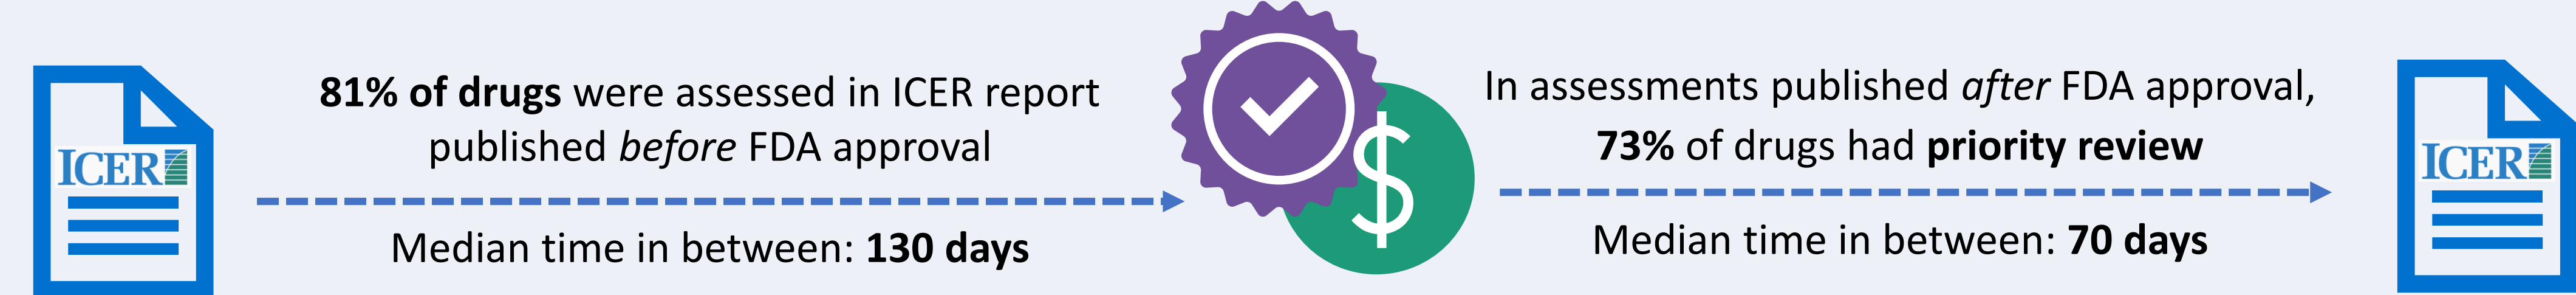 ICER
81% of drugs were assessed in ICER report
published before FDA approval
Median time in between: 130 days
$
In assessments published after FDA approval,
73% of drugs had priority review
Median time in between: 70 days
ICER